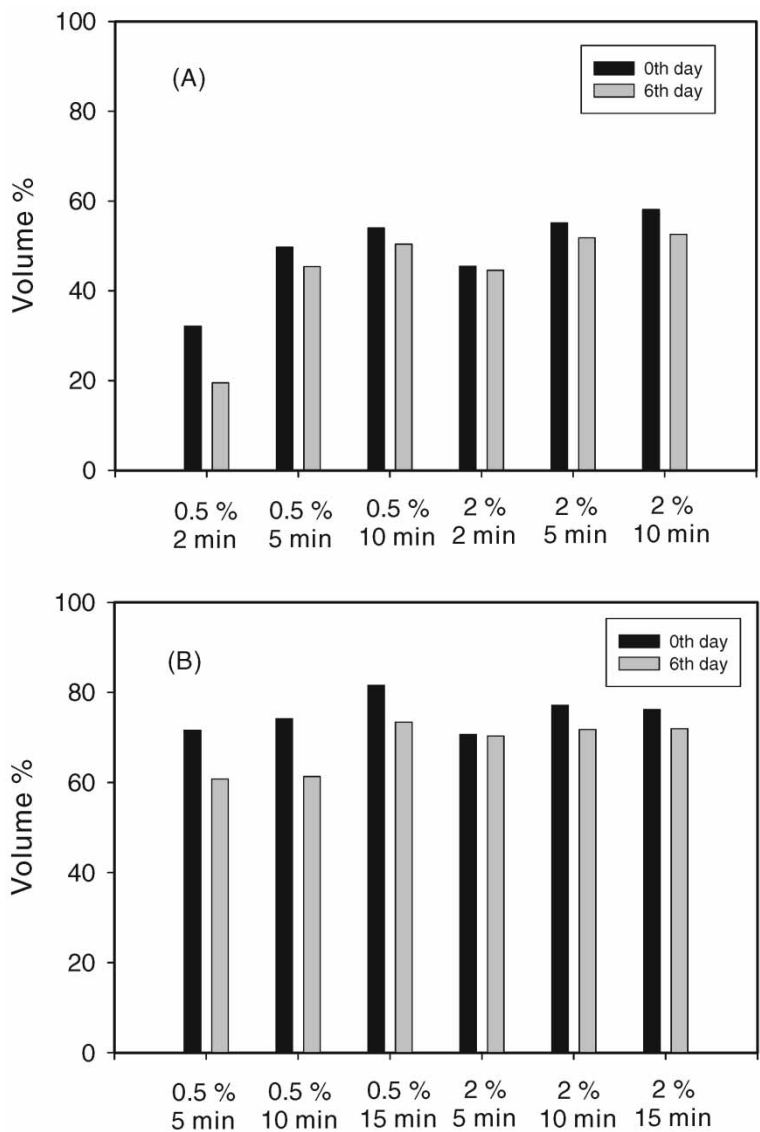 100
80
60
40
20
0
Volume %
(A)
0th day
6th day
0.5 % 0.5 % 0.5 % 2 % 2 % 2 %
2 min 5 min 10 min 2 min 5 min 10 min
100
80
60
40
20
0
Volume %
(B)
0th day
6th day
0.5 % 0.5 % 0.5 % 2 % 2 % 2 %
5 min 10 min 15 min 5 min 10 min 15 min